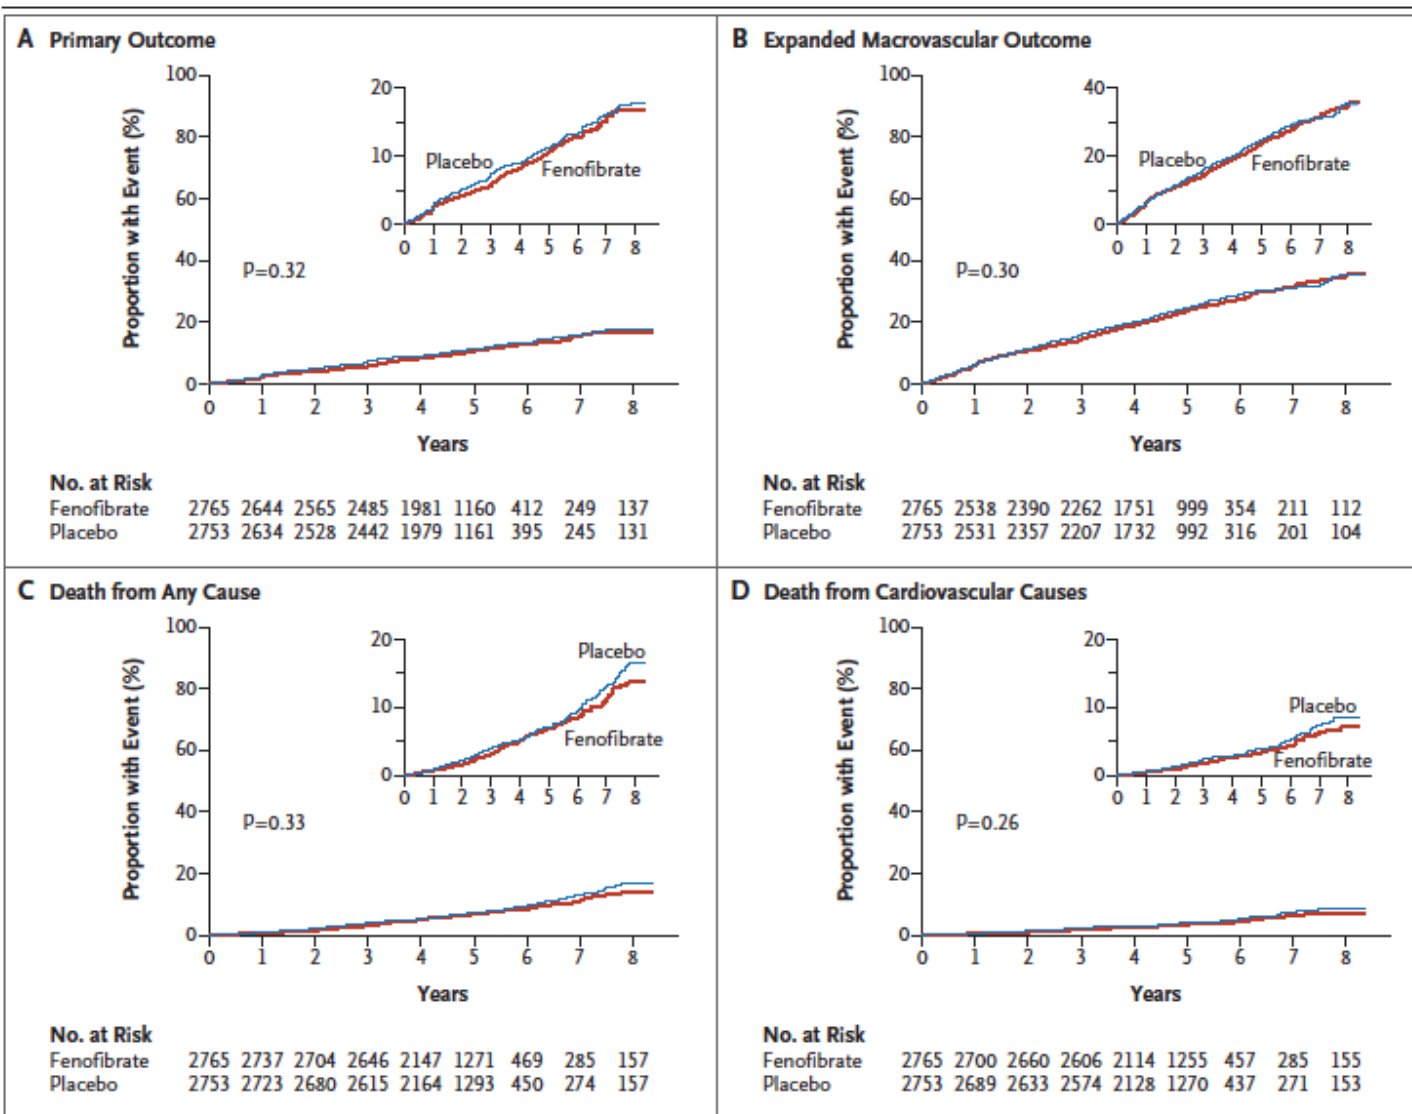 A Primary Outcome
100
80
60
40
20
0
Proportion with Event (%)
20
10
0
Placebo
Fenofibrate
0 1 2 3 4 5 6 7 8
P=0.32
0 1 2 3 4 5 6 7 8
Years
No. at Risk
Fenofibrate 2765 2644 2565 2485 1981 1160 412 249 137
Placebo 2753 2634 2528 2442 1979 1161 395 245 131
B Expanded Macrovascular Outcome
100
80
60
40
20
0
Proportion with Event (%)
40
20
0
Placebo
Fenofibrate
0 1 2 3 4 5 6 7 8
P=0.30
0 1 2 3 4 5 6 7 8
Years
No. at Risk
Fenofibrate 2765 2538 2390 2262 1751 999 354 211 112
Placebo 2753 2531 2357 2207 1732 992 316 201 104
C Death from Any Cause
100
80
60
40
20
0
Proportion with Event (%)
20
10
0
Placebo
Fenofibrate
0 1 2 3 4 5 6 7 8
P=0.33
0 1 2 3 4 5 6 7 8
Years
No. at Risk
Fenofibrate 2765 2737 2704 2646 2147 1271 469 285 157
Placebo 2753 2723 2680 2615 2164 1293 450 274 157
D Death from Cardiovascular Causes
100
80
60
40
20
0
Proportion with Event (%)
20
10
0
Placebo
Fenofibrate
0 1 2 3 4 5 6 7 8
P=0.26
0 1 2 3 4 5 6 7 8
Years
No. at Risk
Fenofibrate 2765 2700 2660 2606 2114 1255 457 285 155
Placebo 2753 2689 2633 2574 2128 1270 437 271 153